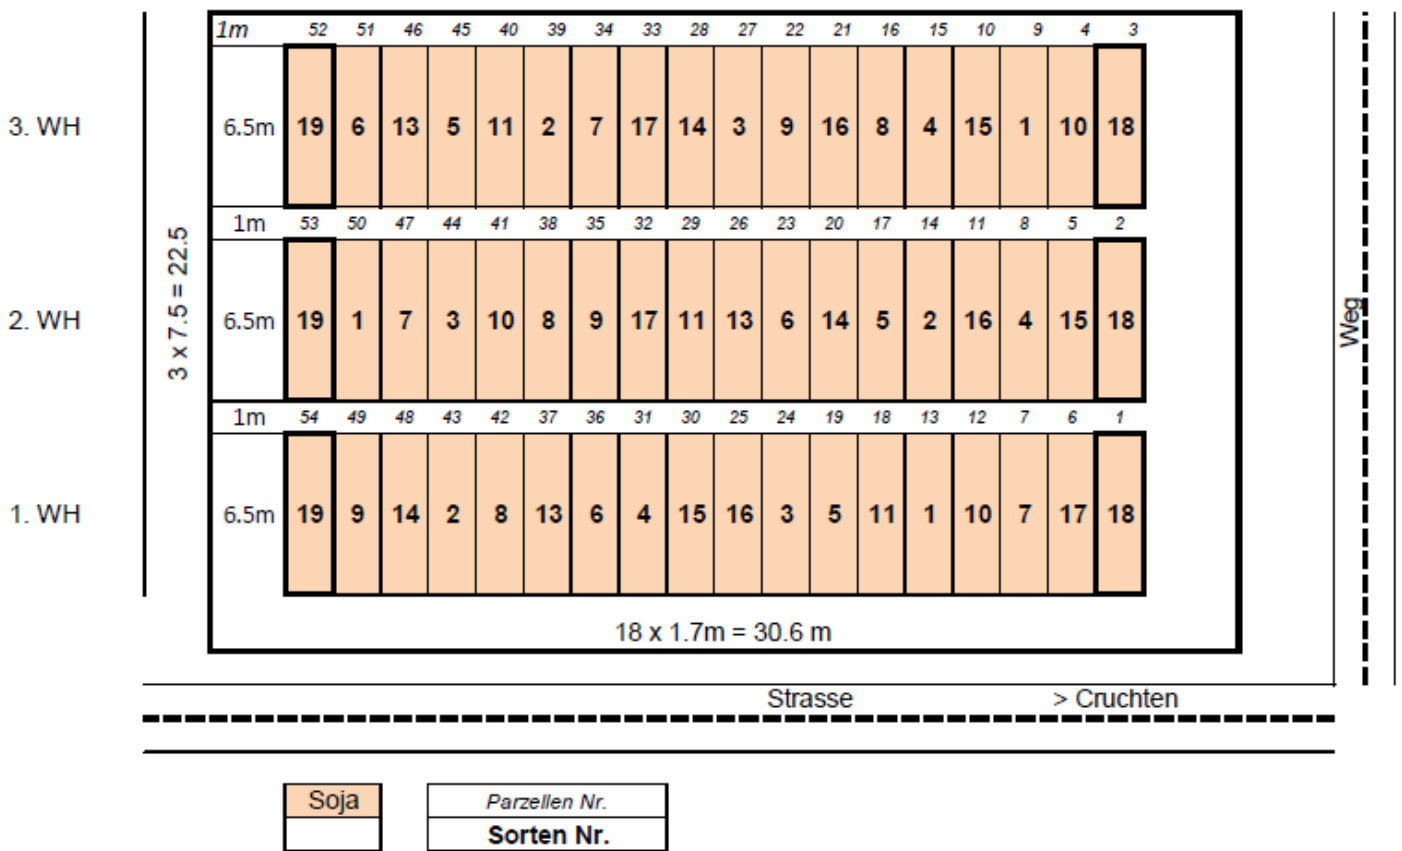 1m 52 51 46 45 40 39 34 33 28 27 22 21 16 15 10 9 4 3
3. WH 6.5m 19 6 13 5 11 2 7 17 14 3 9 16 8 4 15 1 10 18
1m 53 50 47 44 41 38 35 32 29 26 23 20 17 14 11 8 5 2
3 x 7.5 = 22.5
2. WH 6.5m 19 1 7 3 10 8 9 17 11 13 6 14 5 2 16 4 15 18
Weg
1m 54 49 48 43 42 37 36 31 30 25 24 19 18 13 12 7 6 1
1. WH 6.5m 19 9 14 2 8 13 6 4 15 16 3 5 11 1 10 7 17 18
18 x 1.7m = 30.6 m
Strasse > Cruchten
Soja Parzellen Nr.
Sorten Nr.